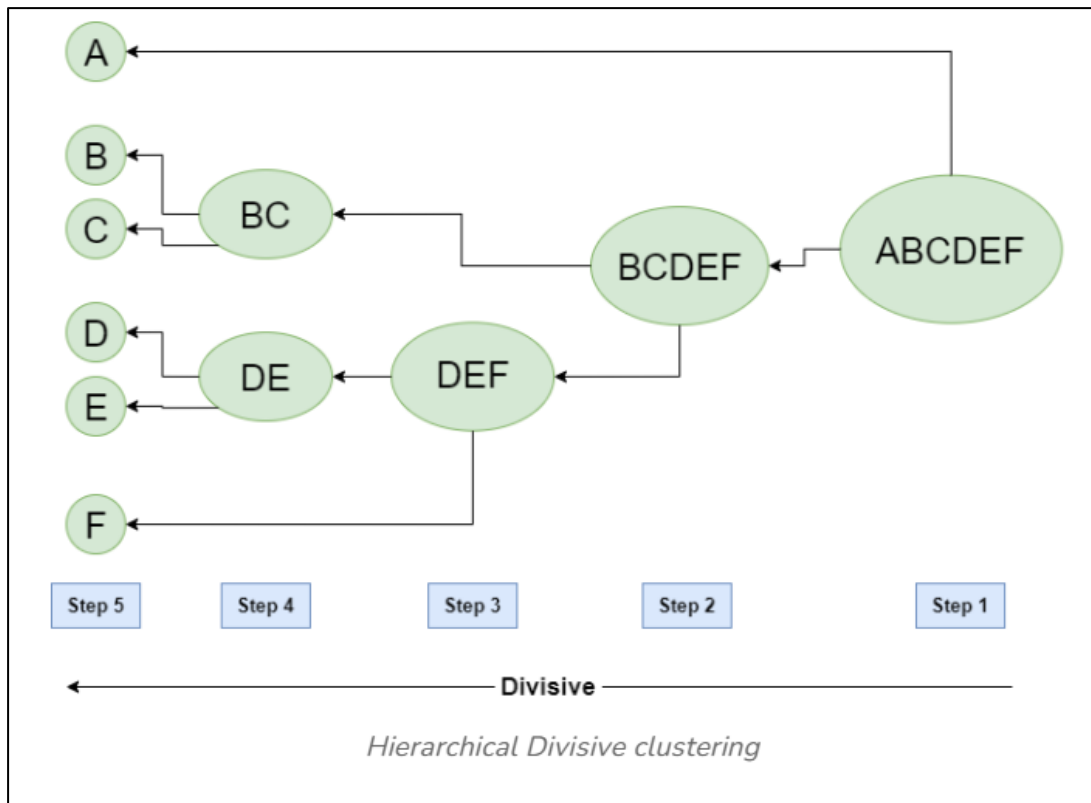 A
B
C
BC
BCDEF
ABCDEF
D
E
DE
DEF
F
Step 5
Step 4
Step 3
Step 2
Step 1
Divisive
Hierarchical Divisive clustering